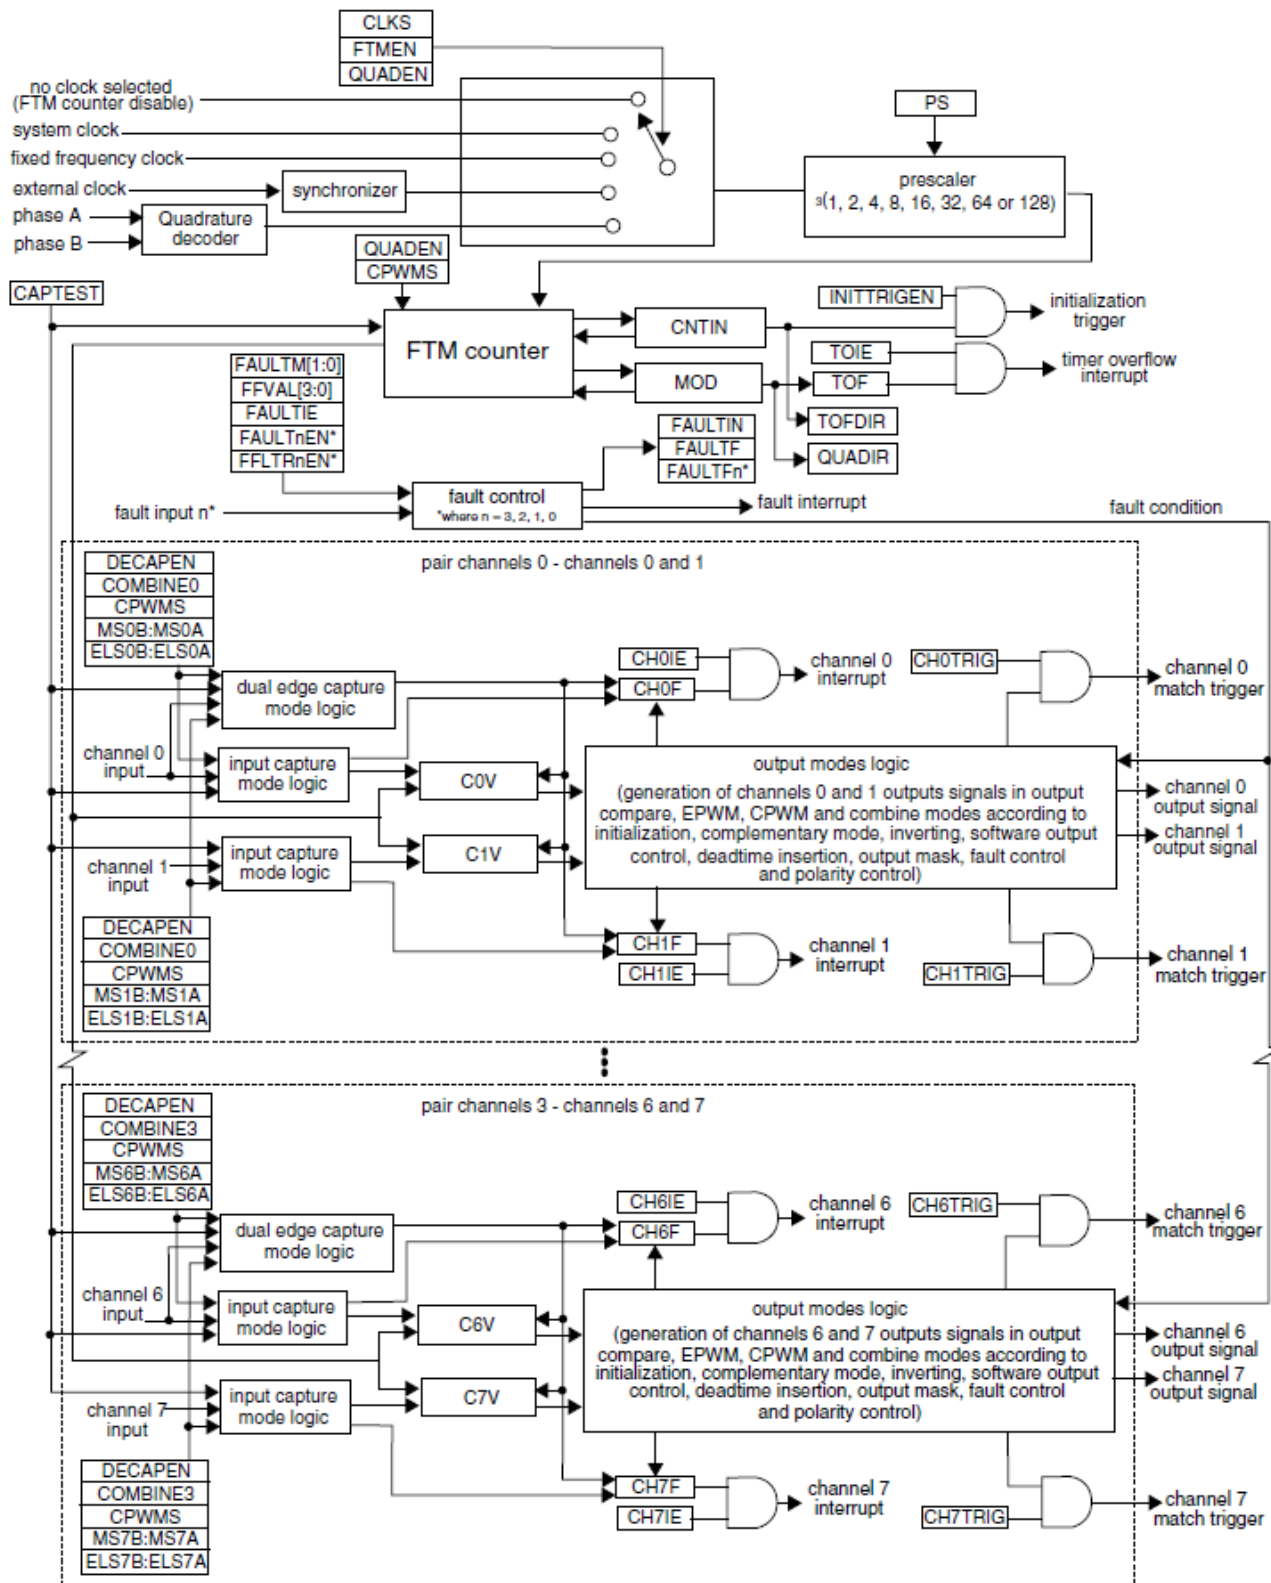 CLKS
FTMEN
QUADEN
no clock selected
(FTM counter disable)
system clock
fixed frequency clock
external clock
synchronizer
phase A
phase B
Quadrature
decoder
PS
prescaler
³(1, 2, 4, 8, 16, 32, 64 or 128)
QUADEN
CPWMS
CAPTEST
FTM counter
CNTIN
MOD
INITTRIGEN
initialization
trigger
TOIE
TOF
timer overflow
interrupt
TOFDIR
QUADIR
FAULTM[1:0]
FFVAL[3:0]
FAULTIE
FAULTnEN*
FFLTRnEN*
FAULTIN
FAULTF
FAULTFn*
fault input n*
fault control
*where n = 3, 2, 1, 0
fault interrupt
fault condition
pair channels 0 - channels 0 and 1
DECAPEN
COMBINE0
CPWMS
MS0B:MS0A
ELS0B:ELS0A
dual edge capture
mode logic
channel 0
input
input capture
mode logic
C0V
CH0IE
CH0F
channel 0
interrupt
CH0TRIG
channel 0
match trigger
output modes logic
(generation of channels 0 and 1 outputs signals in output
compare, EPWM, CPWM and combine modes according to
initialization, complementary mode, inverting, software output
control, deadtime insertion, output mask, fault control
and polarity control)
channel 0
output signal
channel 1
output signal
channel 1
input
input capture
mode logic
C1V
CH1F
CH1IE
channel 1
interrupt
CH1TRIG
channel 1
match trigger
DECAPEN
COMBINE0
CPWMS
MS1B:MS1A
ELS1B:ELS1A
pair channels 3 - channels 6 and 7
DECAPEN
COMBINE3
CPWMS
MS6B:MS6A
ELS6B:ELS6A
dual edge capture
mode logic
channel 6
input
input capture
mode logic
C6V
CH6IE
CH6F
channel 6
interrupt
CH6TRIG
channel 6
match trigger
output modes logic
(generation of channels 6 and 7 outputs signals in output
compare, EPWM, CPWM and combine modes according to
initialization, complementary mode, inverting, software output
control, deadtime insertion, output mask, fault control
and polarity control)
channel 6
output signal
channel 7
output signal
channel 7
input
input capture
mode logic
C7V
CH7F
CH7IE
channel 7
interrupt
CH7TRIG
channel 7
match trigger
DECAPEN
COMBINE3
CPWMS
MS7B:MS7A
ELS7B:ELS7A